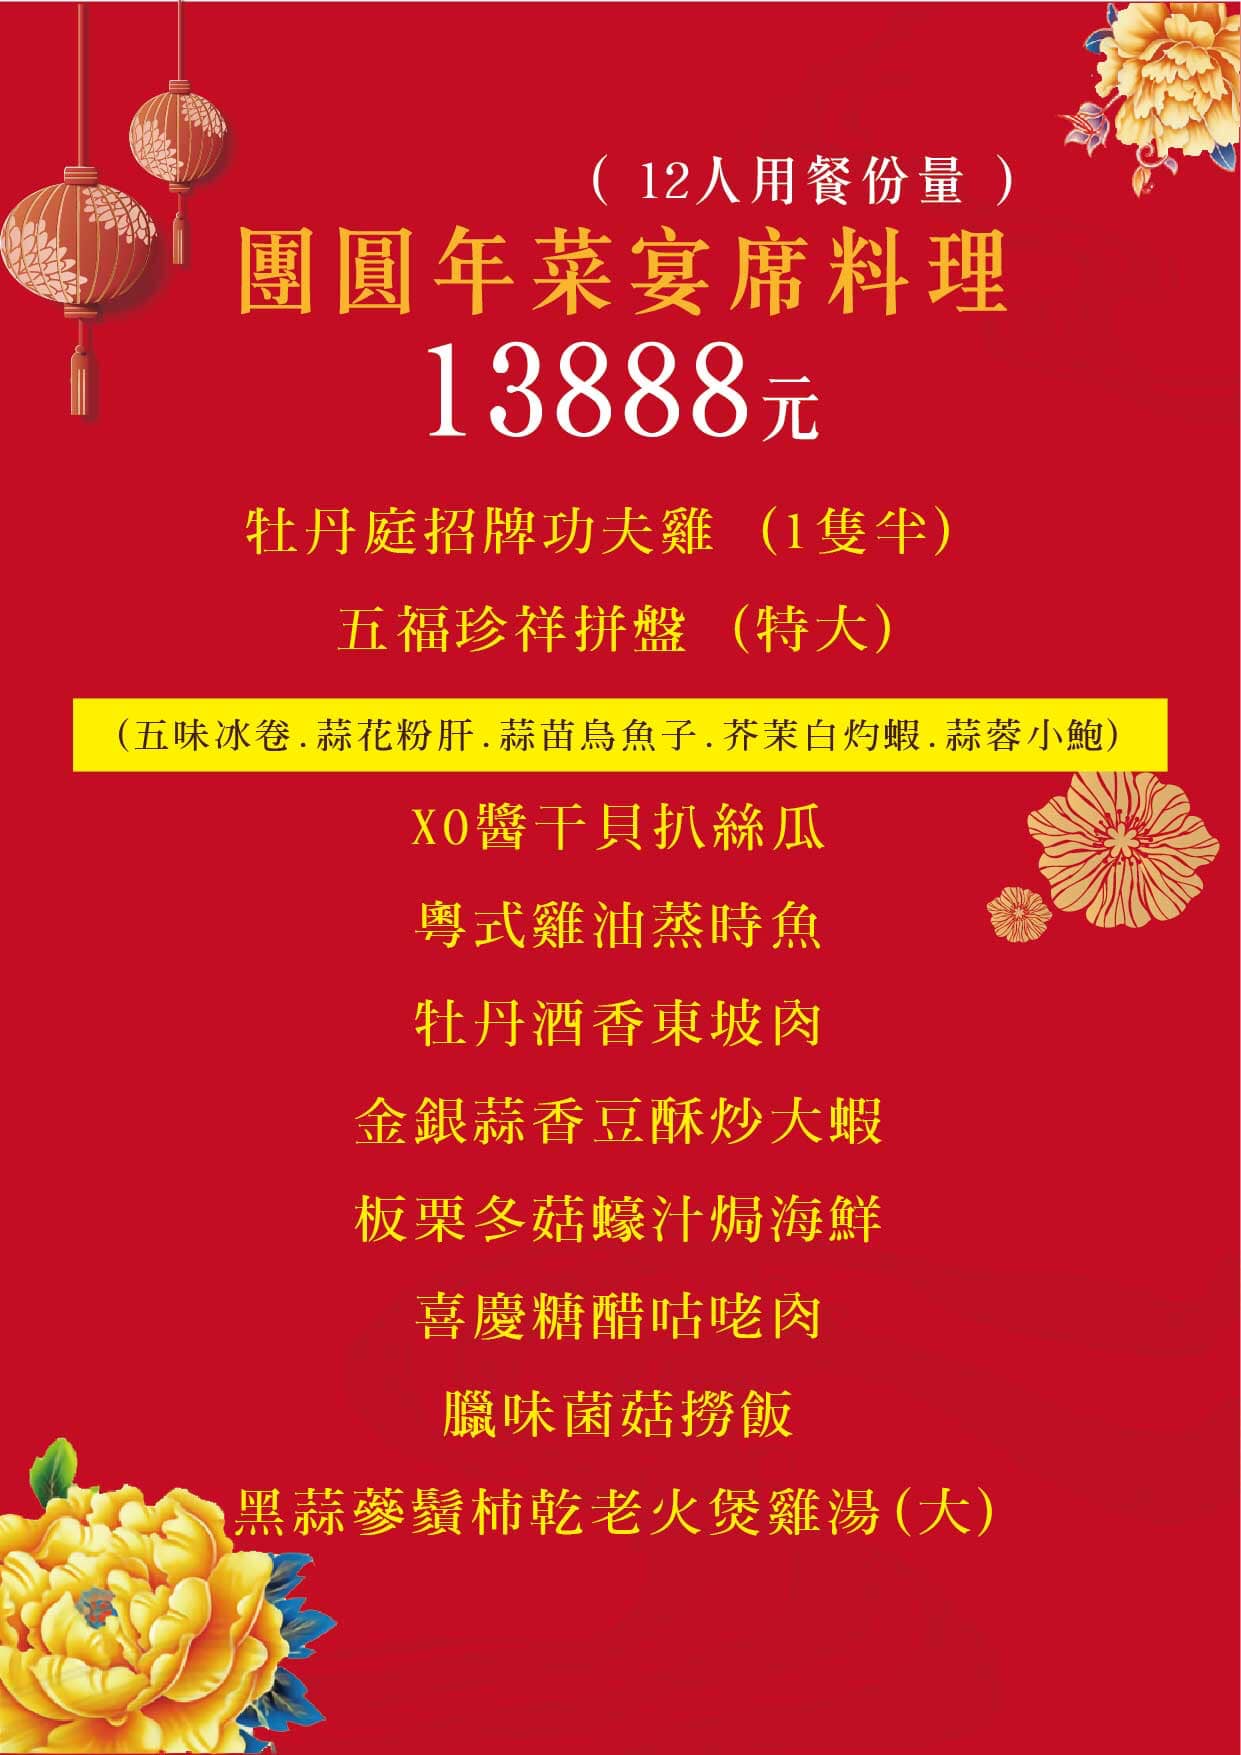 ( 12人用餐份量 )
團圓年菜宴席料理
13888元
牡丹庭招牌功夫雞 (1隻半)
五福珍祥拼盤 (特大)
(五味冰卷.蒜花粉肝.蒜苗烏魚子.芥茉白灼蝦.蒜蓉小鮑)
XO醬干貝扒絲瓜
粵式雞油蒸時魚
牡丹酒香東坡肉
金銀蒜香豆酥炒大蝦
板栗冬菇蠔汁焗海鮮
喜慶糖醋咕咾肉
臘味菌菇撈飯
黑蒜蔘鬚柿乾老火煲雞湯(大)